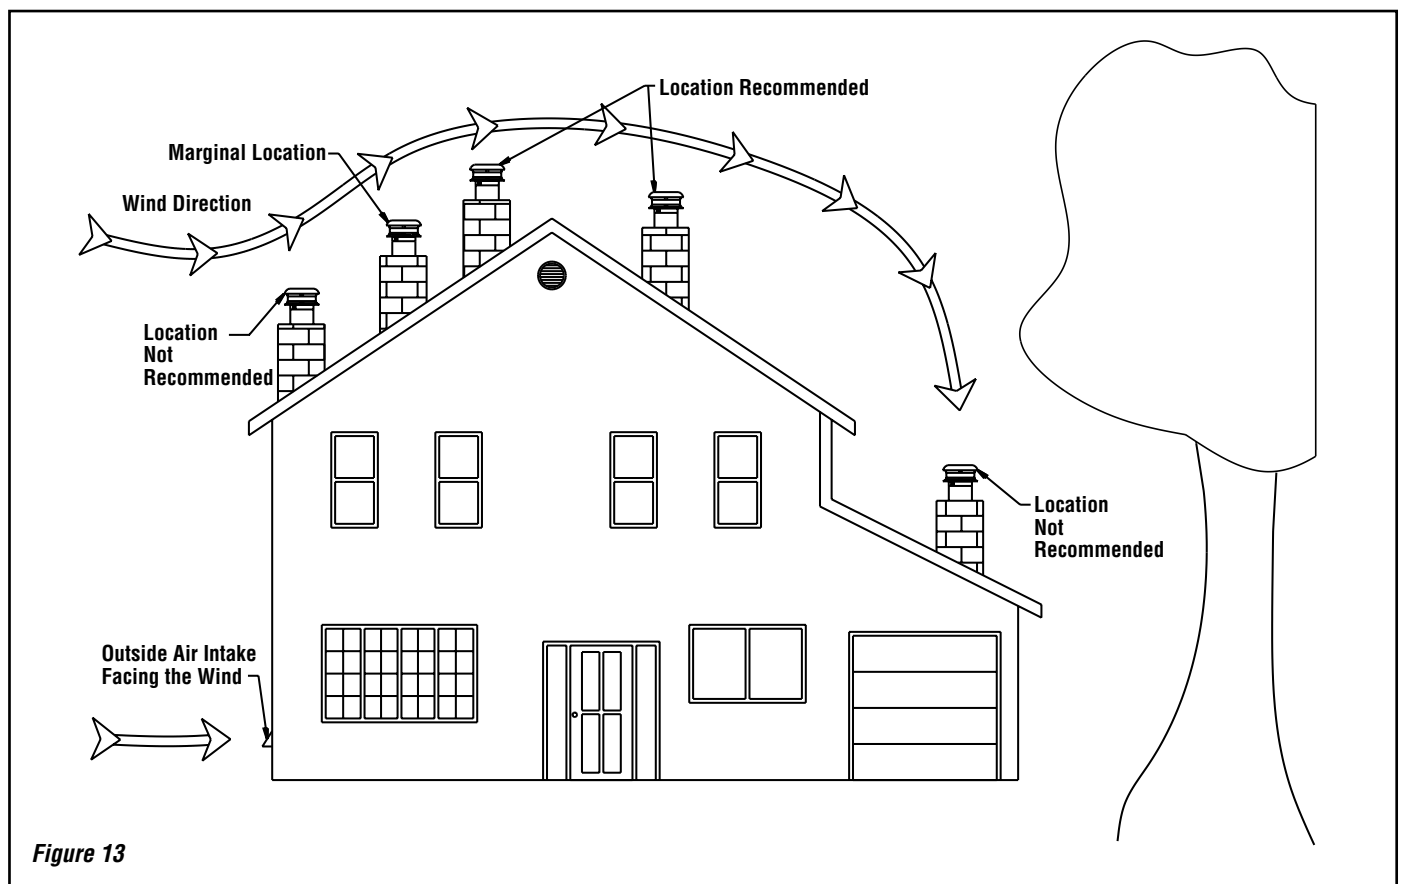 Location Recommended
Marginal Location
Wind Direction
Location
Not
Recommended
Location
Not
Recommended
Outside Air Intake
Facing the Wind
Figure 13